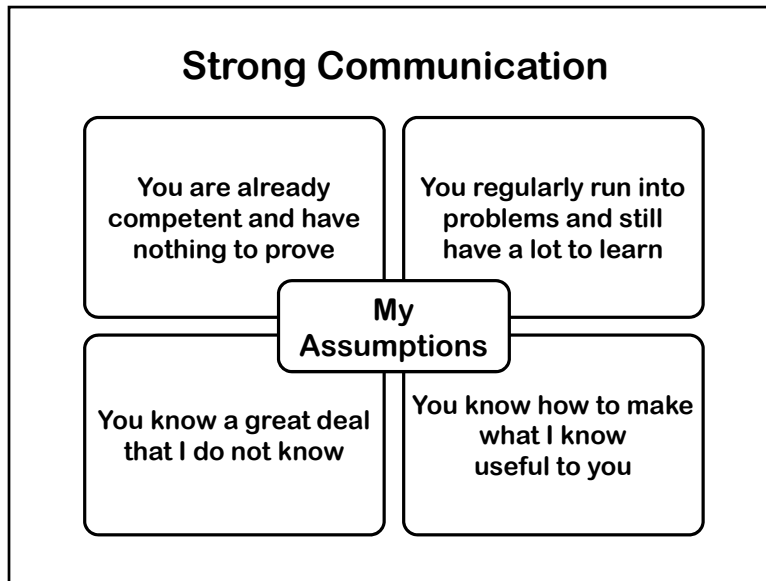 Strong Communication
You are already
competent and have
nothing to prove
You regularly run into
problems and still
have a lot to learn
My
Assumptions
You know a great deal
that I do not know
You know how to make
what I know
useful to you